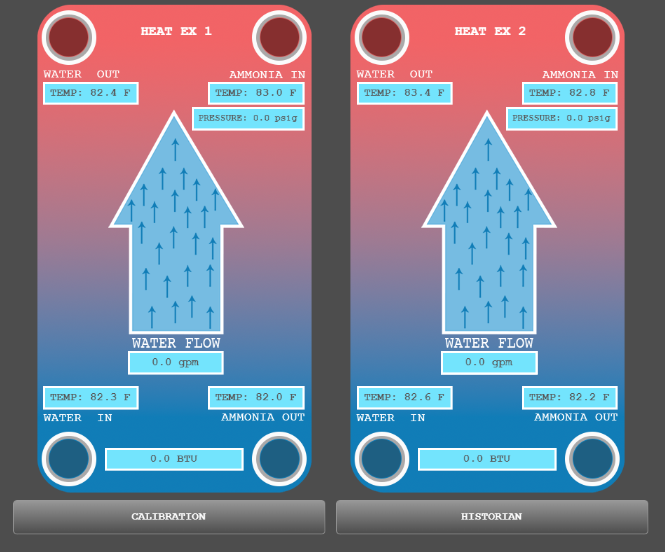 HEAT EX 1
WATER OUT
AMMONIA IN
TEMP: 82.4 F
TEMP: 83.0 F
PRESSURE: 0.0 psig
WATER FLOW
0.0 gpm
TEMP: 82.3 F
TEMP: 82.0 F
WATER IN
AMMONIA OUT
0.0 BTU
HEAT EX 2
WATER OUT
AMMONIA IN
TEMP: 83.4 F
TEMP: 82.8 F
PRESSURE: 0.0 psig
WATER FLOW
0.0 gpm
TEMP: 82.6 F
TEMP: 82.2 F
WATER IN
AMMONIA OUT
0.0 BTU
CALIBRATION
HISTORIAN